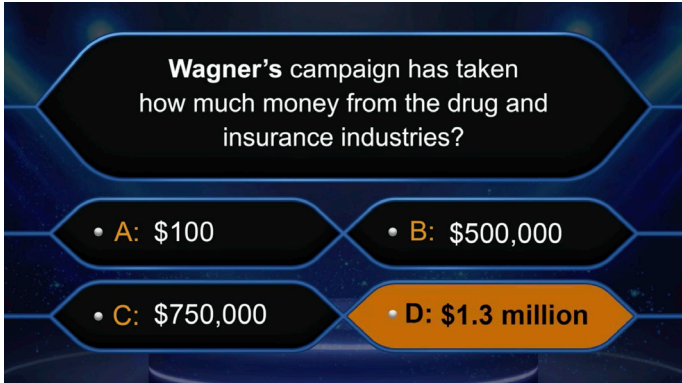 Wagner's campaign has taken
how much money from the drug and
insurance industries?
A: $100
B: $500,000
C: $750,000
D: $1.3 million